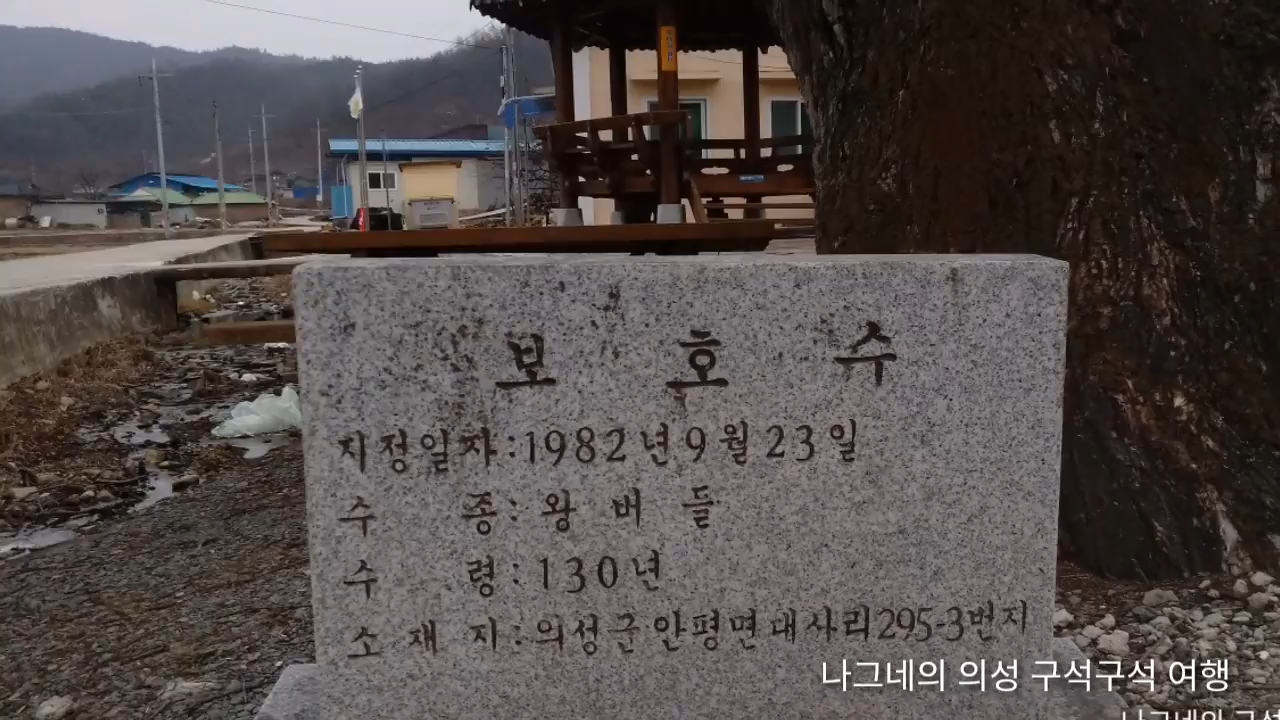 보 호 수
지정일자:1982년9월23일
수 종: 왕 버 들
수 령: 130년
소 재 지: 의성군안평면대사리295-3번지
나그네의 의성 구석구석 여행